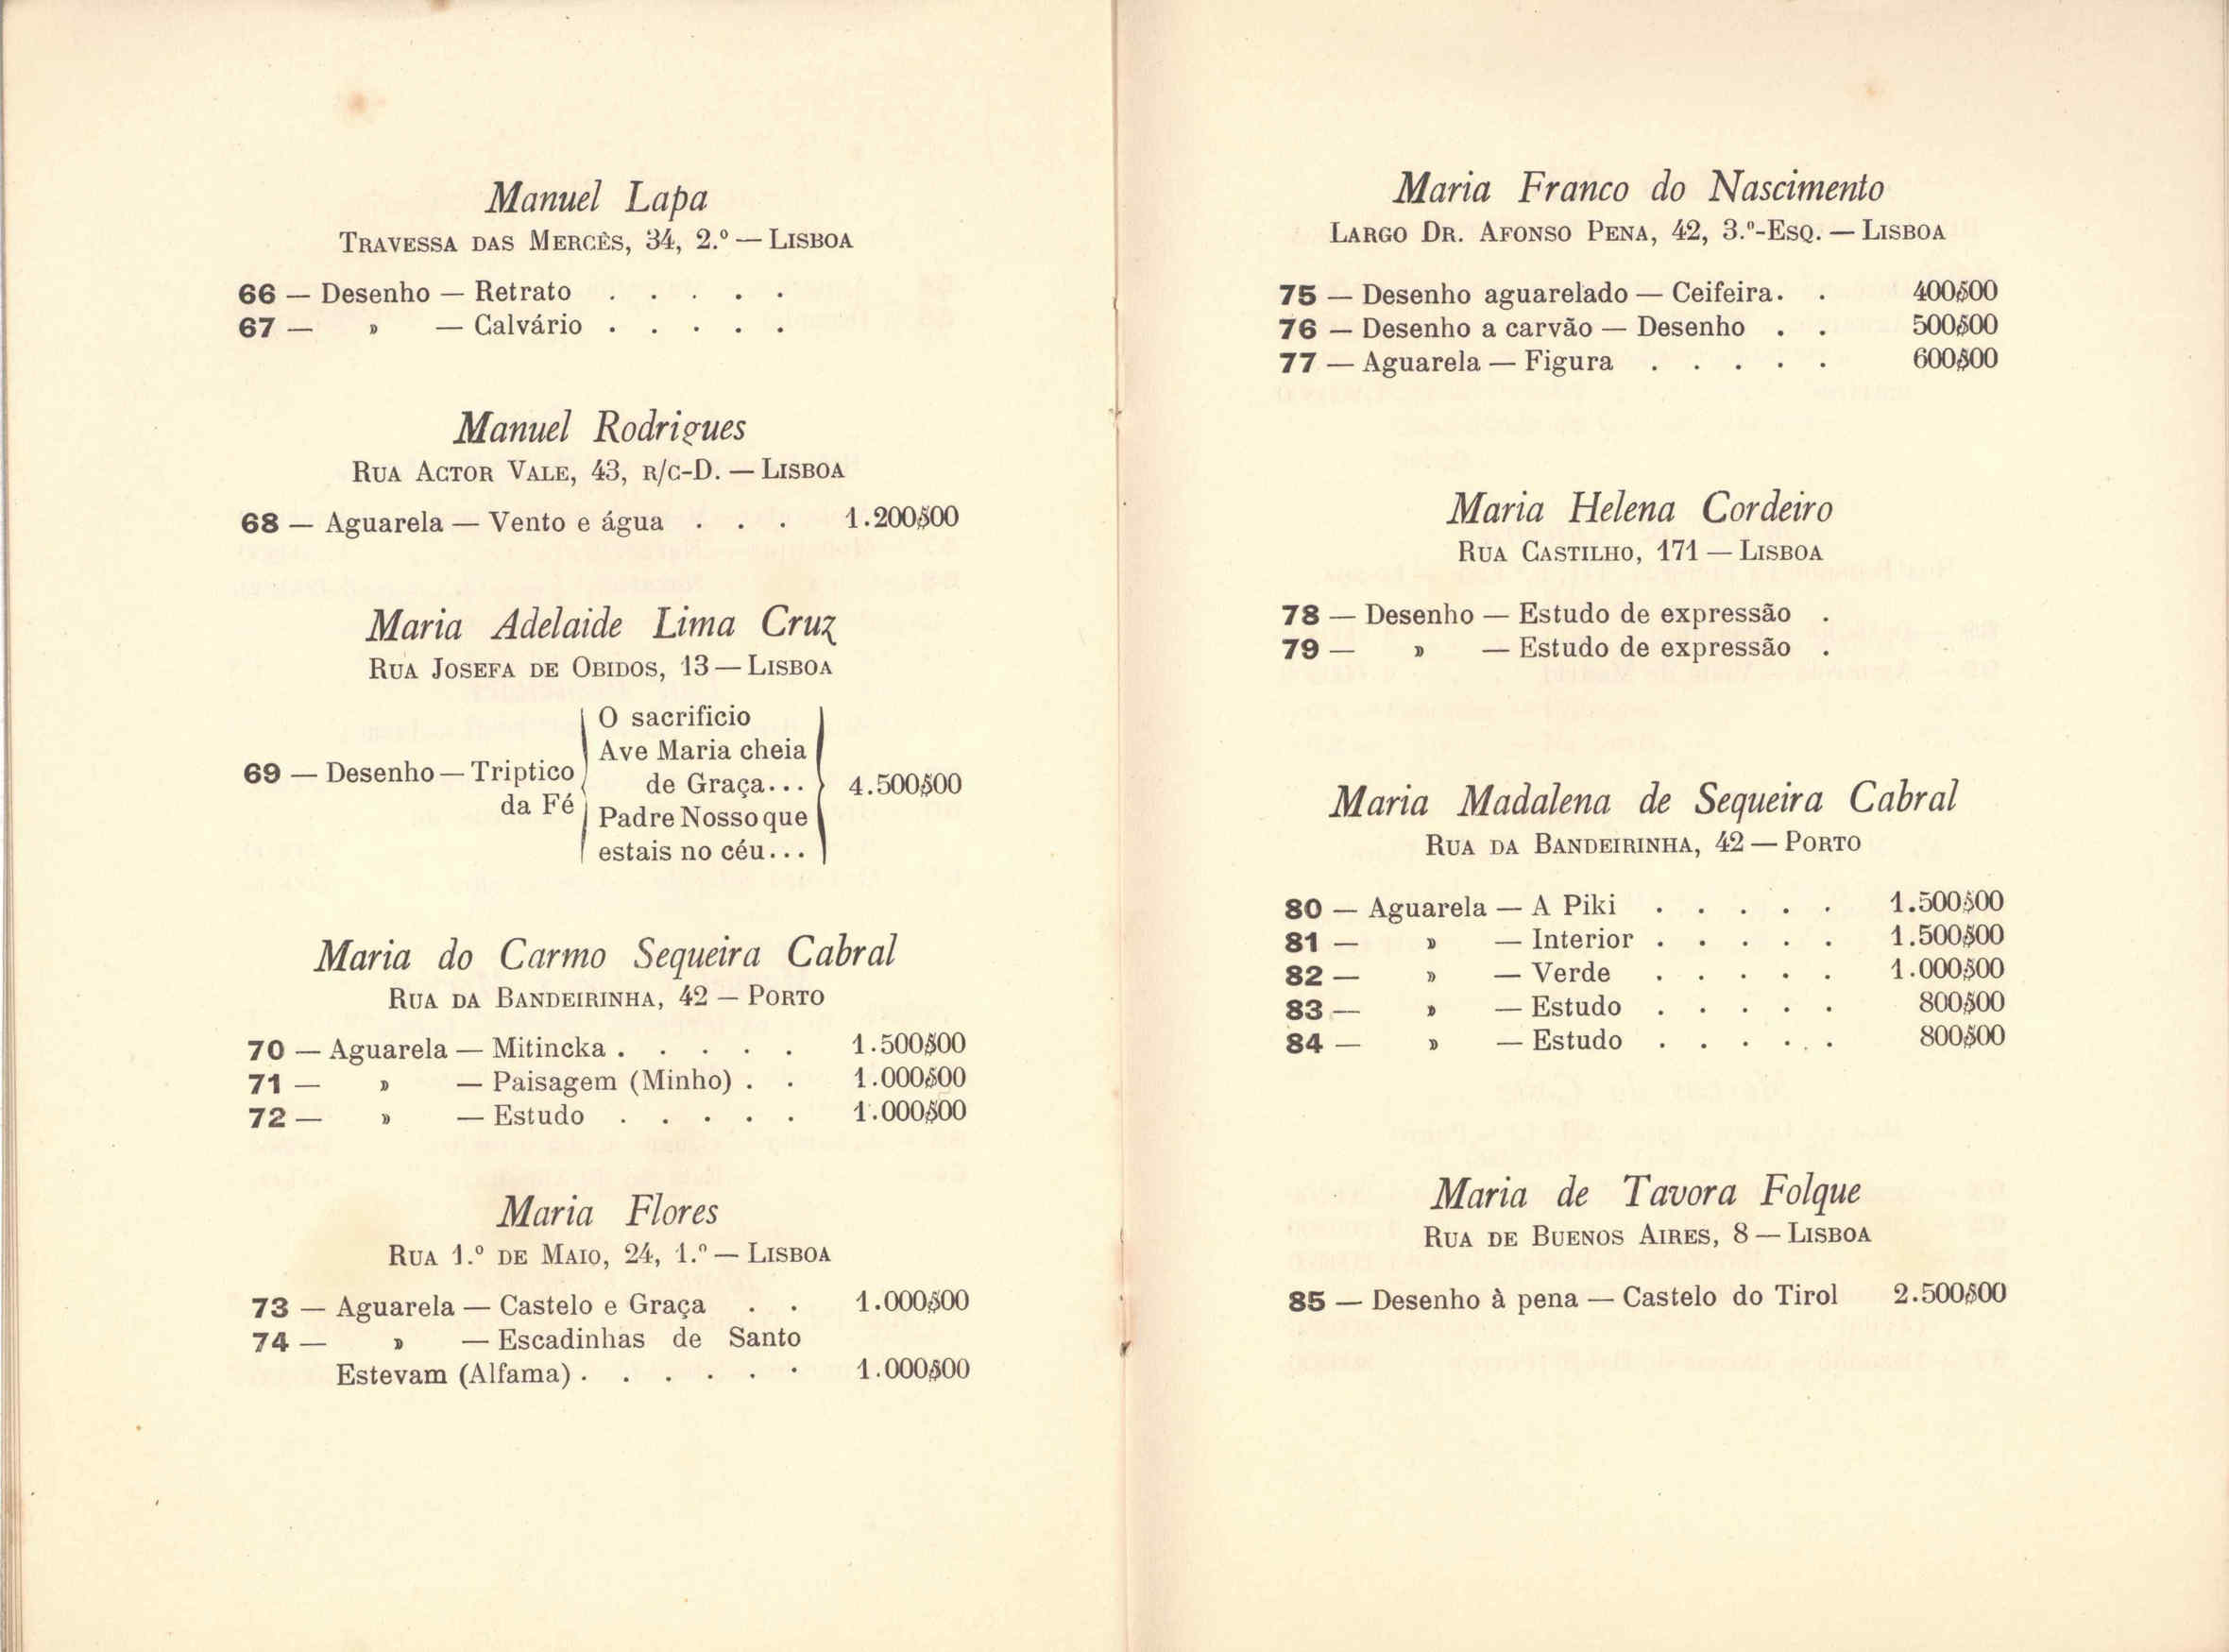 Manuel Lapa
Travessa das Mercês, 34, 2.º — Lisboa
66 — Desenho — Retrato . . . . .
67 — » — Calvário . . . . .
Manuel Rodrigues
Rua Actor Vale, 43, r/c-D. — Lisboa
68 — Aguarela — Vento e água . . . 1.200$00
Maria Adelaide Lima Cruz
Rua Josefa de Obidos, 13 — Lisboa
O sacrificio
Ave Maria cheia
69 — Desenho — Triptico
de Graça... 4.500$00
da Fé
Padre Nosso que
estais no céu...
Maria do Carmo Sequeira Cabral
Rua da Bandeirinha, 42 — Porto
70 — Aguarela — Mitincka . . . . . 1.500$00
71 — » — Paisagem (Minho) . . 1.000$00
72 — » — Estudo . . . . . 1.000$00
Maria Flores
Rua 1.º de Maio, 24, 1.º — Lisboa
73 — Aguarela — Castelo e Graça . . 1.000$00
74 — » — Escadinhas de Santo
Estevam (Alfama) . . . . . . 1.000$00
Maria Franco do Nascimento
Largo Dr. Afonso Pena, 42, 3.º-Esq. — Lisboa
75 — Desenho aguarelado — Ceifeira. . 400$00
76 — Desenho a carvão — Desenho . . 500$00
77 — Aguarela — Figura . . . . . 600$00
Maria Helena Cordeiro
Rua Castilho, 171 — Lisboa
78 — Desenho — Estudo de expressão .
79 — » — Estudo de expressão .
Maria Madalena de Sequeira Cabral
Rua da Bandeirinha, 42 — Porto
80 — Aguarela — A Piki . . . . . 1.500$00
81 — » — Interior . . . . . 1.500$00
82 — » — Verde . . . . . 1.000$00
83 — » — Estudo . . . . . 800$00
84 — » — Estudo . . . . . 800$00
Maria de Tavora Folque
Rua de Buenos Aires, 8 — Lisboa
85 — Desenho à pena — Castelo do Tirol 2.500$00